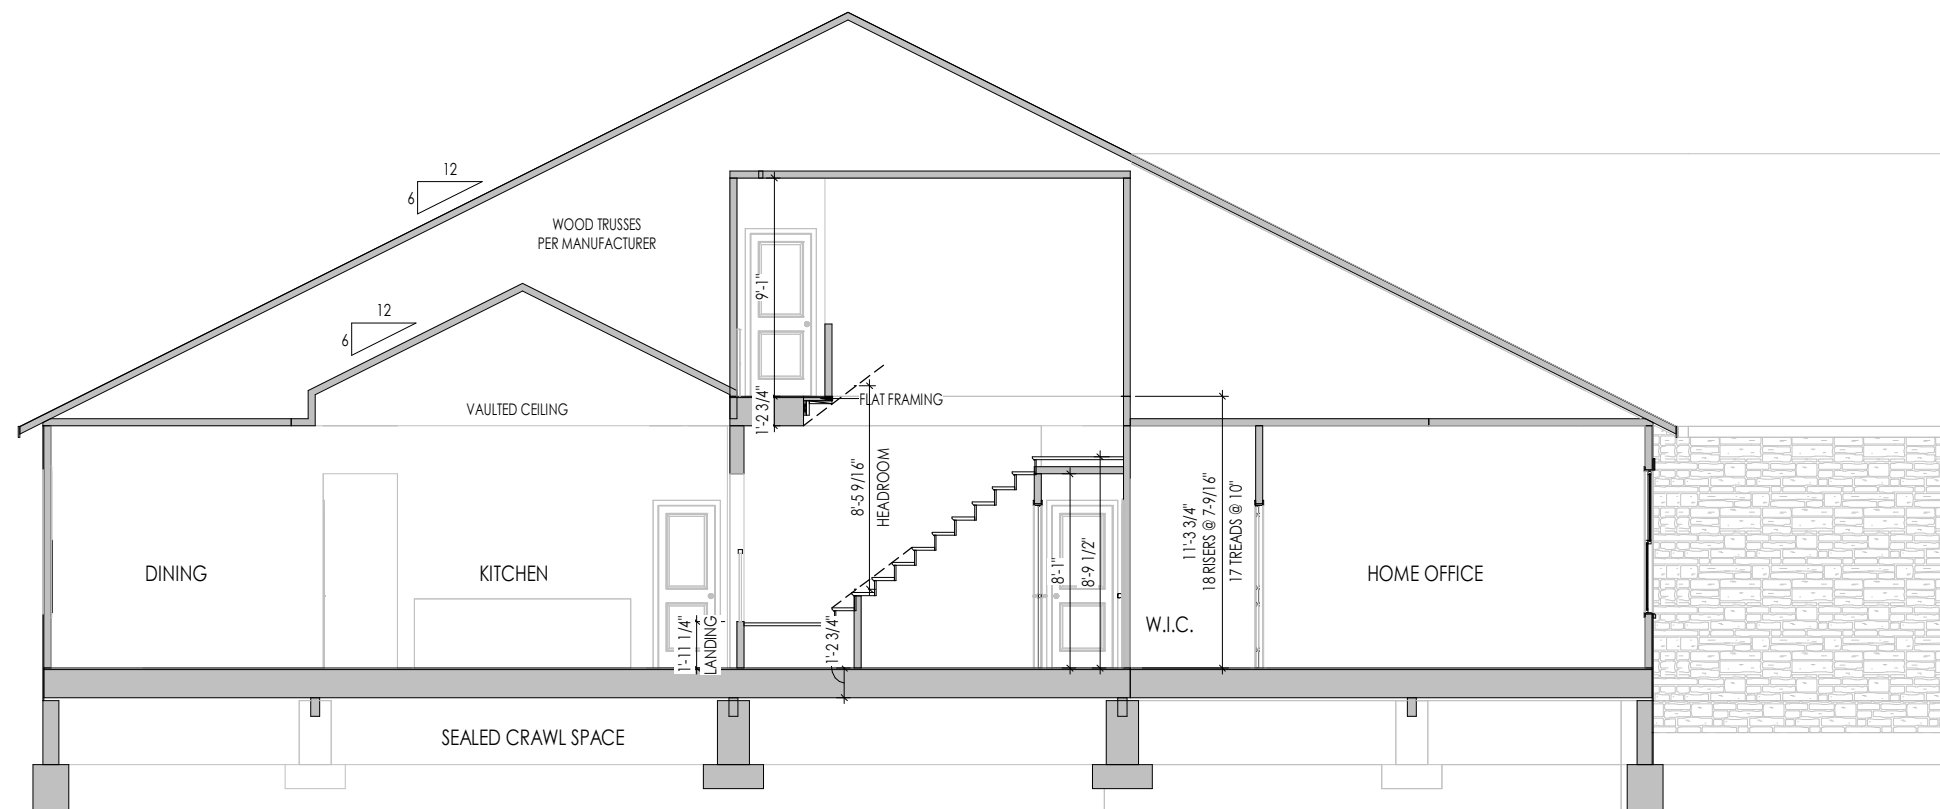 12
6
WOOD TRUSSES
PER MANUFACTURER
12
6
9'-1"
VAULTED CEILING
1'-2 3/4"
FLAT FRAMING
8'-5 9/16"
HEADROOM
11'-3 3/4"
18 RISERS @ 7-9/16"
17 TREADS @ 10"
DINING
KITCHEN
8'-1"
8'-9 1/2"
HOME OFFICE
W.I.C.
1'-11 1/4"
LANDING
1'-2 3/4"
SEALED CRAWL SPACE